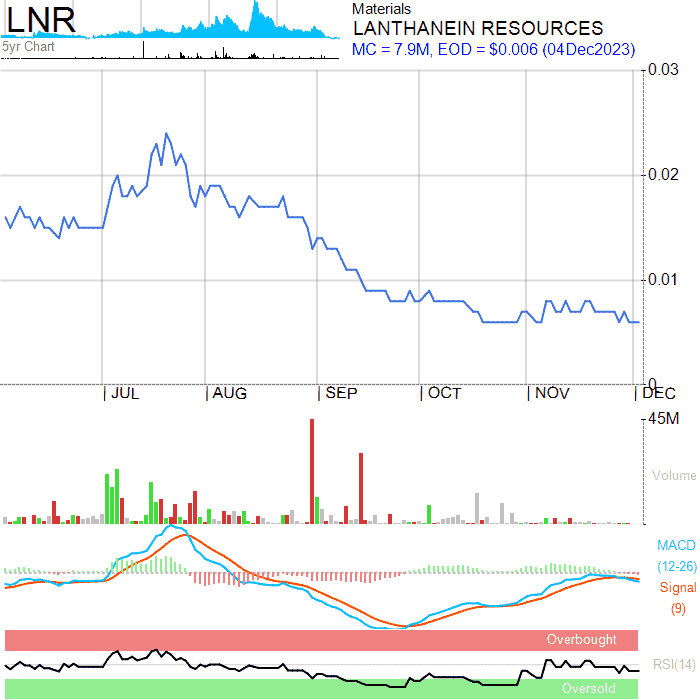 LNR
5yr Chart
Materials
LANTHANEIN RESOURCES
MC = 7.9M, EOD = $0.006 (04Dec2023)
0.03
0.02
0.01
0
JUL
AUG
SEP
OCT
NOV
DEC
45M
Volume
MACD
(12-26)
Signal
(9)
Overbought
RSI(14)
Oversold